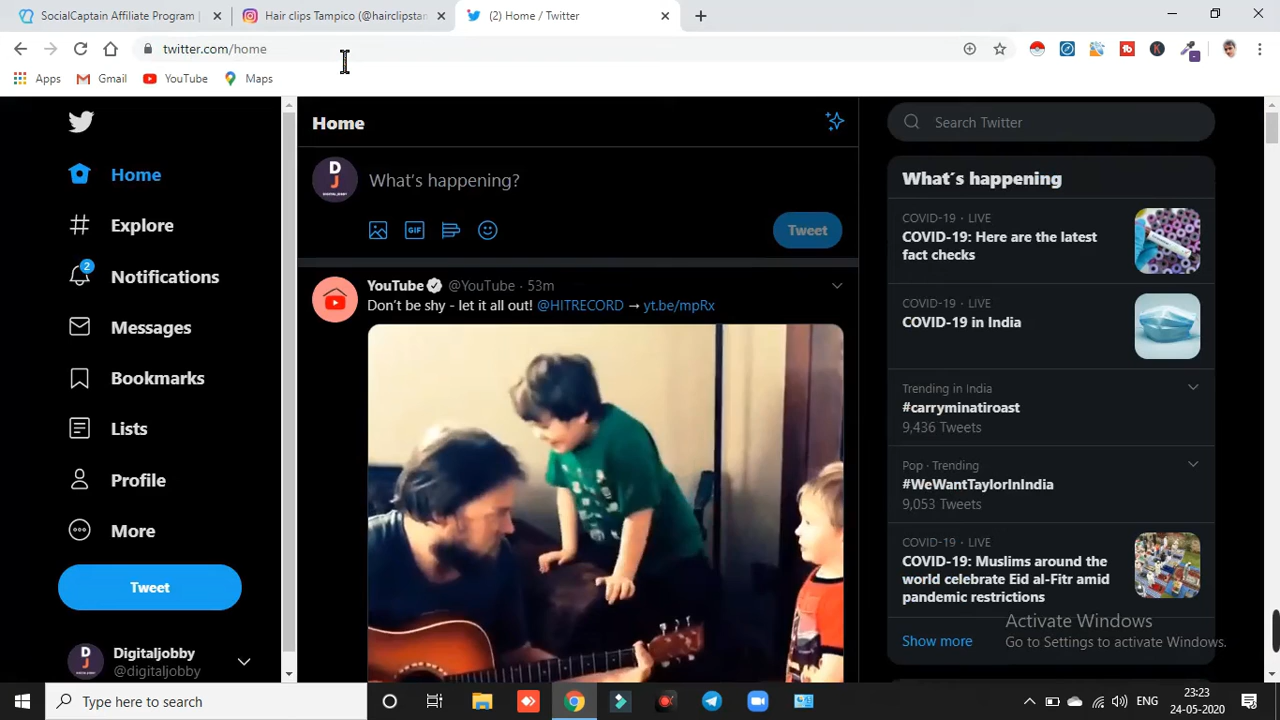 SocialCaptain Affiliate Program |
Hair clips Tampico (@hairclipstam
(2) Home / Twitter
twitter.com/home
Apps
Gmail
YouTube
Maps
Home
Explore
2
Notifications
Messages
Bookmarks
Lists
Profile
More
Tweet
Digitaljobby
@digitaljobby
Home
DJ
What's happening?
GIF
Tweet
YouTube @YouTube · 53m
Don't be shy - let it all out! @HITRECORD → yt.be/mpRx
Search Twitter
What's happening
COVID-19 · LIVE
COVID-19: Here are the latest
fact checks
COVID-19 · LIVE
COVID-19 in India
Trending in India
#carryminatiroast
9,436 Tweets
Pop · Trending
#WeWantTaylorInIndia
9,053 Tweets
COVID-19 · LIVE
COVID-19: Muslims around the
world celebrate Eid al-Fitr amid
pandemic restrictions
Show more
Activate Windows
Go to Settings to activate Windows.
Type here to search
ENG
23:23
24-05-2020